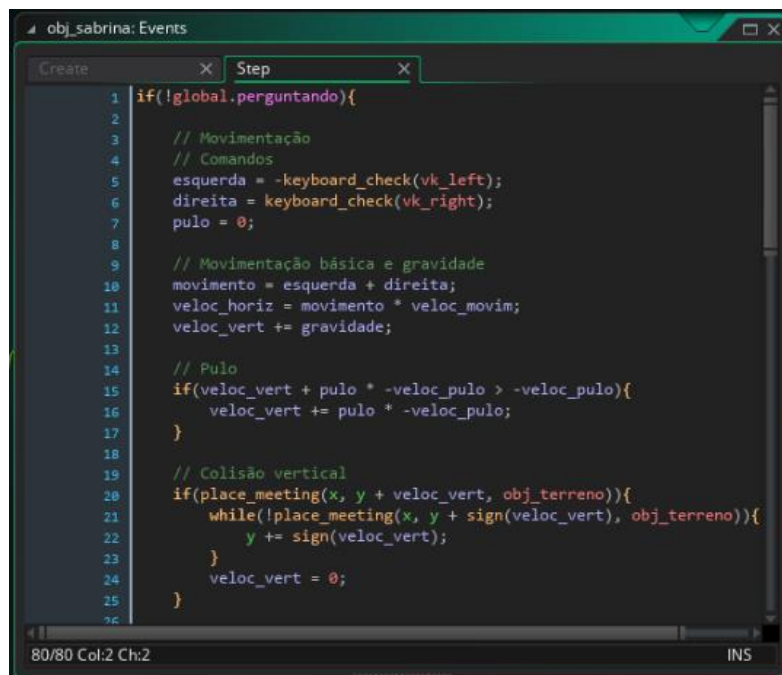 obj_sabrina: Events
Create Step
1 if(!global.perguntando){
2
3 // Movimentação
4 // Comandos
5 esquerda = -keyboard_check(vk_left);
6 direita = keyboard_check(vk_right);
7 pulo = 0;
8
9 // Movimentação básica e gravidade
10 movimento = esquerda + direita;
11 veloc_horiz = movimento * veloc_movim;
12 veloc_vert += gravidade;
13
14 // Pulo
15 if(veloc_vert + pulo * -veloc_pulo > -veloc_pulo){
16 veloc_vert += pulo * -veloc_pulo;
17 }
18
19 // Colisão vertical
20 if(place_meeting(x, y + veloc_vert, obj_terreno)){
21 while(!place_meeting(x, y + sign(veloc_vert), obj_terreno)){
22 y += sign(veloc_vert);
23 }
24 veloc_vert = 0;
25 }
26
80/80 Col:2 Ch:2 INS